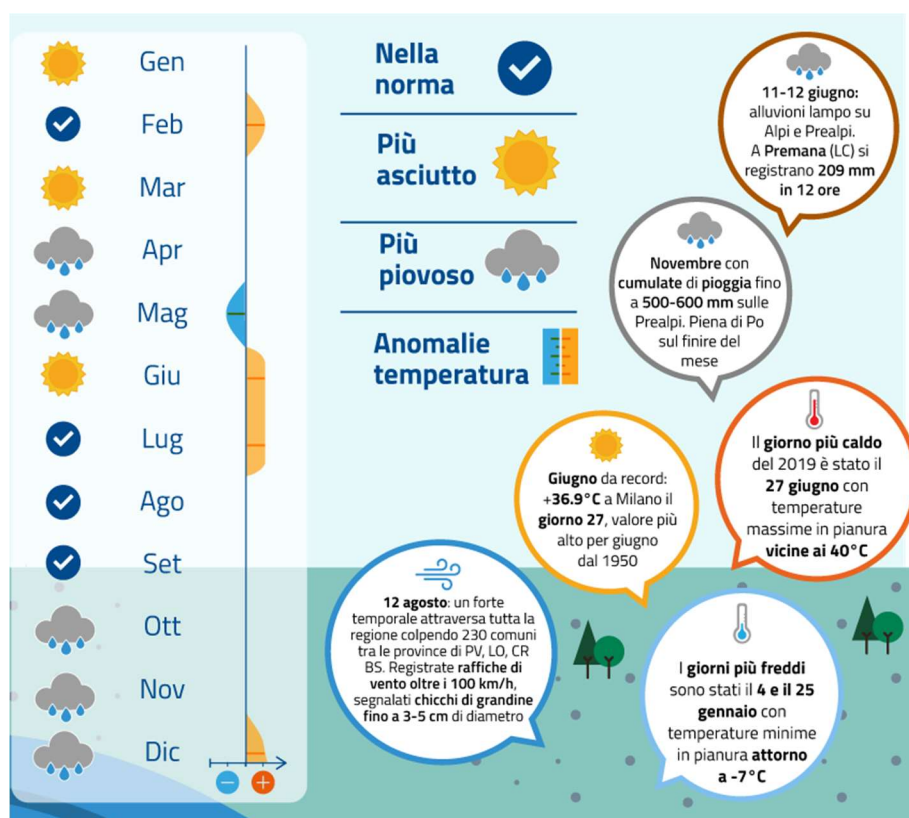 Gen
Feb
Mar
Apr
Mag
Giu
Lug
Ago
Set
Ott
Nov
Dic
Nella
norma
Più
asciutto
Più
piovoso
Anomalie
temperatura
11-12 giugno:
alluvioni lampo su
Alpi e Prealpi.
A Premana (LC) si
registrano 209 mm
in 12 ore
Novembre con
cumulate di pioggia fino
a 500-600 mm sulle
Prealpi. Piena di Po
sul finire del
mese
Il giorno più caldo
del 2019 è stato il
27 giugno con
temperature
massime in pianura
vicine ai 40°C
Giugno da record:
+36.9°C a Milano il
giorno 27, valore più
alto per giugno
dal 1950
12 agosto: un forte
temporale attraversa tutta la
regione colpendo 230 comuni
tra le province di PV, LO, CR
BS. Registrate raffiche di
vento oltre i 100 km/h,
segnalati chicchi di grandine
fino a 3-5 cm di diametro
I giorni più freddi
sono stati il 4 e il 25
gennaio con
temperature minime
in pianura attorno
a -7°C